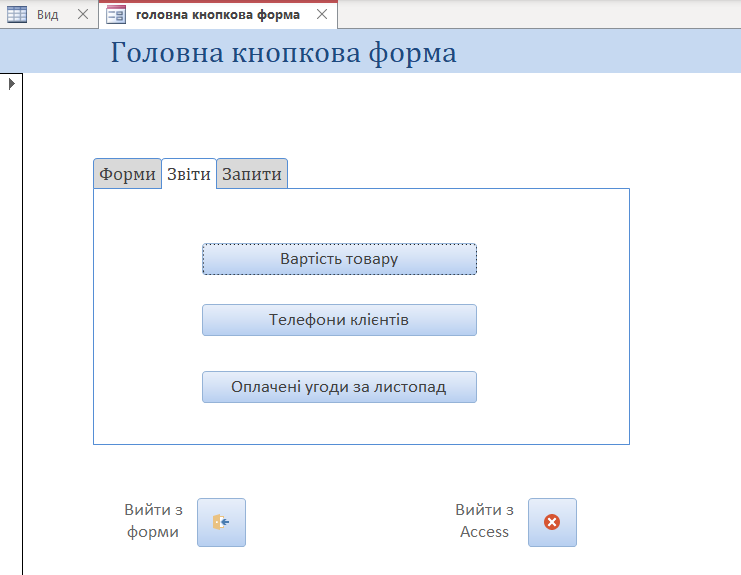 Вид
головна кнопкова форма
Головна кнопкова форма
Форми Звіти Запити
Вартість товару
Телефони клієнтів
Оплачені угоди за листопад
Вийти з
форми
Вийти з
Access